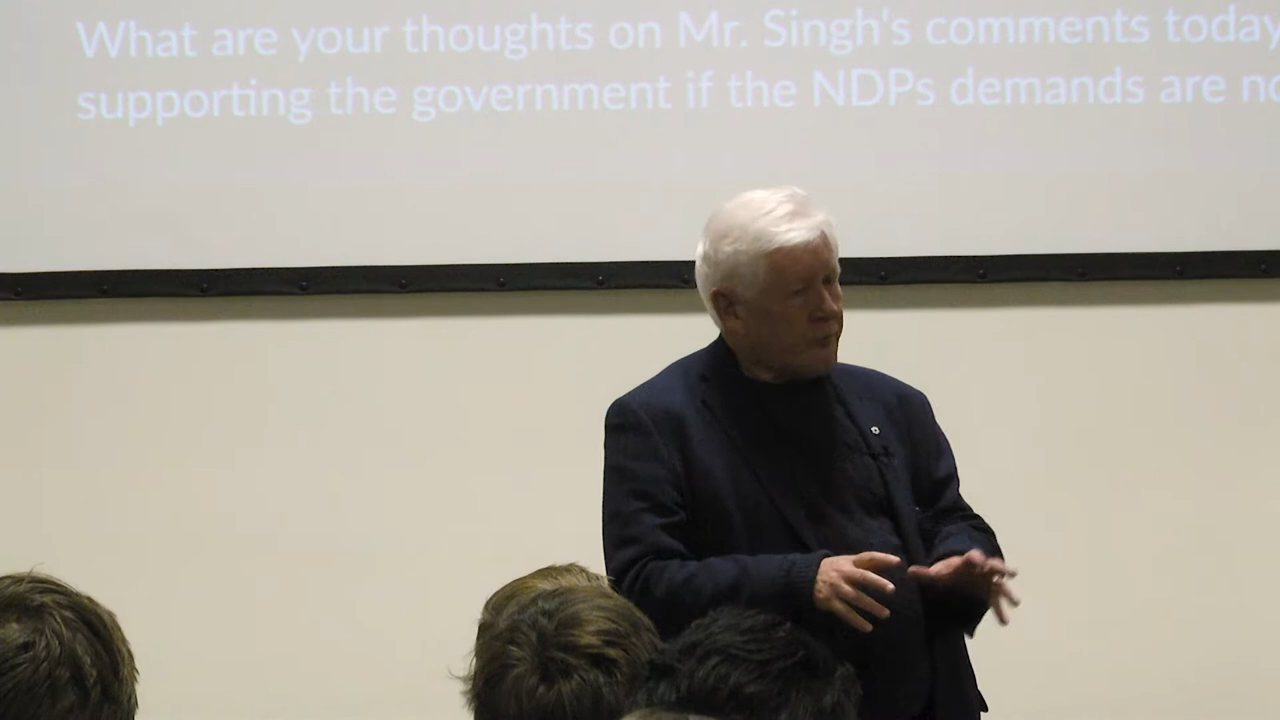 What are your thoughts on Mr. Singh's comments today
supporting the government if the NDPs demands are